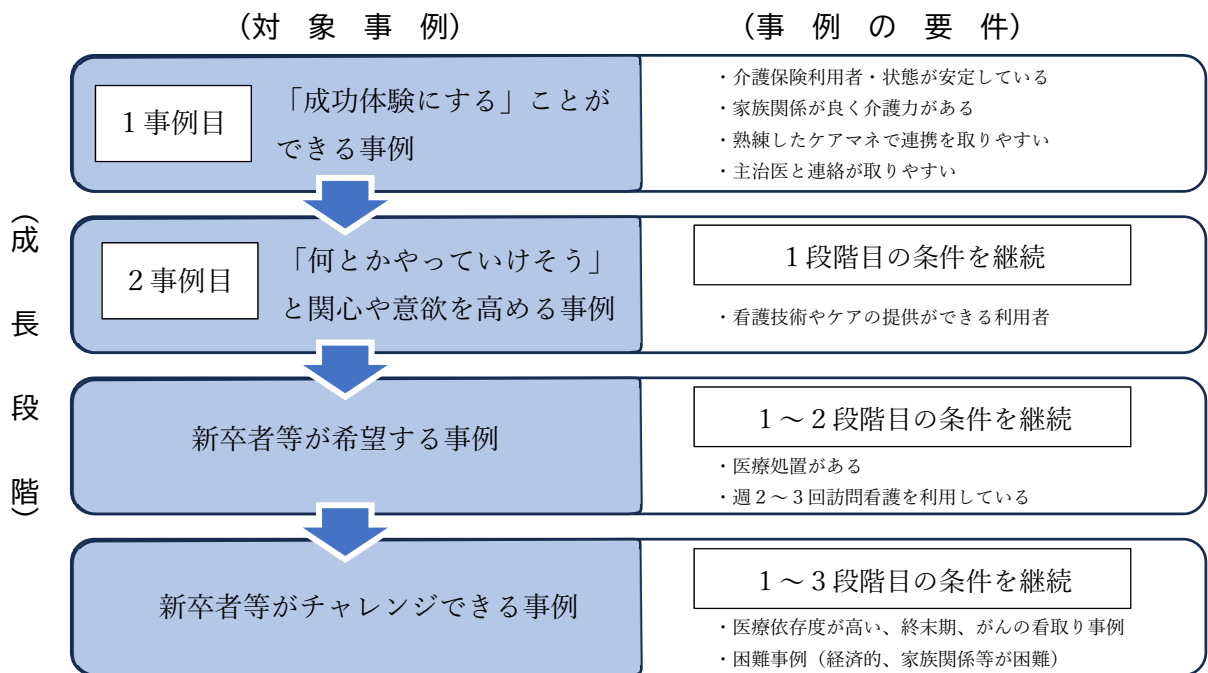 （対　象　事　例）
（事　例　の　要　件）
（成　長　段　階）
１事例目
「成功体験にする」ことが
できる事例
・介護保険利用者・状態が安定している
・家族関係が良く介護力がある
・熟練したケアマネで連携を取りやすい
・主治医と連絡が取りやすい
２事例目
「何とかやっていけそう」
と関心や意欲を高める事例
１段階目の条件を継続
・看護技術やケアの提供ができる利用者
新卒者等が希望する事例
１～２段階目の条件を継続
・医療処置がある
・週２～３回訪問看護を利用している
新卒者等がチャレンジできる事例
１～３段階目の条件を継続
・医療依存度が高い、終末期、がんの看取り事例
・困難事例（経済的、家族関係等が困難）